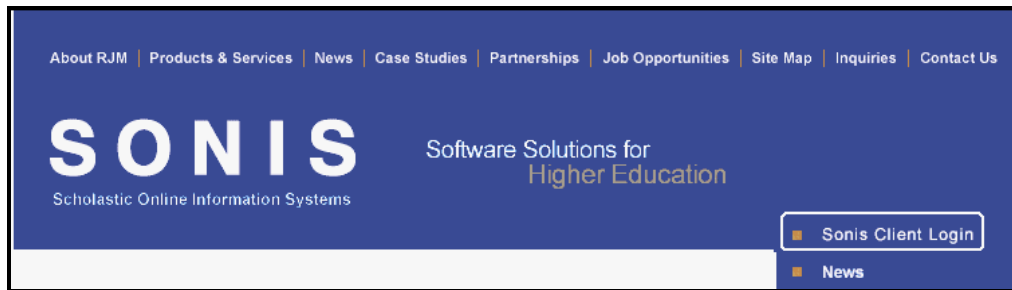 About RJM | Products & Services | News | Case Studies | Partnerships | Job Opportunities | Site Map | Inquiries | Contact Us
SONIS
Scholastic Online Information Systems
Software Solutions for
Higher Education
Sonis Client Login
News